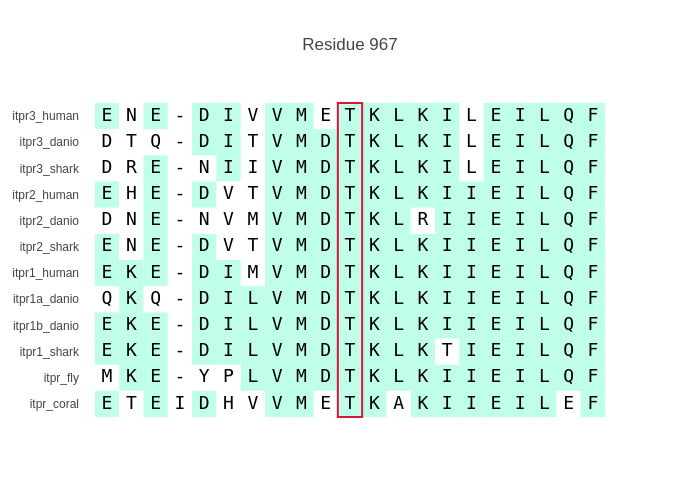 Residue 967
itpr3_human E N E - D I V V M E T K L K I L E I L Q F
itpr3_danio D T Q - D I T V M D T K L K I L E I L Q F
itpr3_shark D R E - N I I V M D T K L K I L E I L Q F
itpr2_human E H E - D V T V M D T K L K I I E I L Q F
itpr2_danio D N E - N V M V M D T K L R I I E I L Q F
itpr2_shark E N E - D V T V M D T K L K I I E I L Q F
itpr1_human E K E - D I M V M D T K L K I I E I L Q F
itpr1a_danio Q K Q - D I L V M D T K L K I I E I L Q F
itpr1b_danio E K E - D I L V M D T K L K I I E I L Q F
itpr1_shark E K E - D I L V M D T K L K T I E I L Q F
itpr_fly M K E - Y P L V M D T K L K I I E I L Q F
itpr_coral E T E I D H V V M E T K A K I I E I L E F